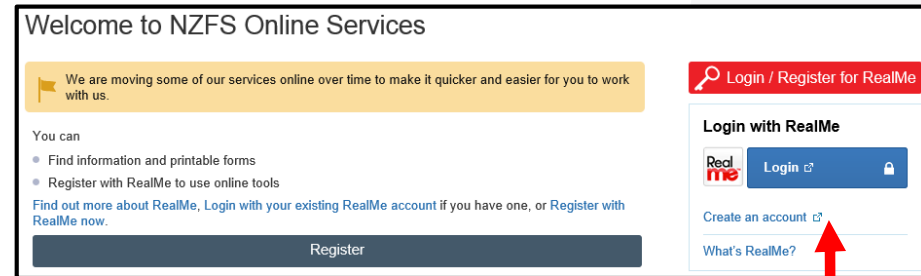 Welcome to NZFS Online Services
We are moving some of our services online over time to make it quicker and easier for you to work
with us.
You can
Find information and printable forms
Register with RealMe to use online tools
Find out more about RealMe, Login with your existing RealMe account if you have one, or Register with
RealMe now.
Register
Login / Register for RealMe
Login with RealMe
Real
me
Login
Create an account
What's RealMe?